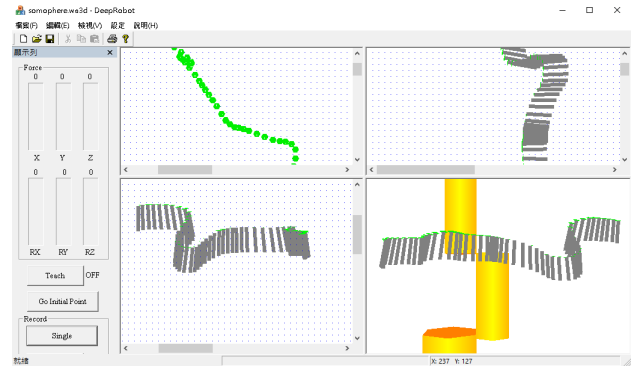 somophere.wa3d - DeepRobot
檔案(F) 編輯(E) 檢視(V) 設定 說明(H)
顯示列
Force
0 0 0
X Y Z
0 0 0
RX RY RZ
Teach OFF
Go Initial Point
Record
Single
就緒
X: 237 Y: 127